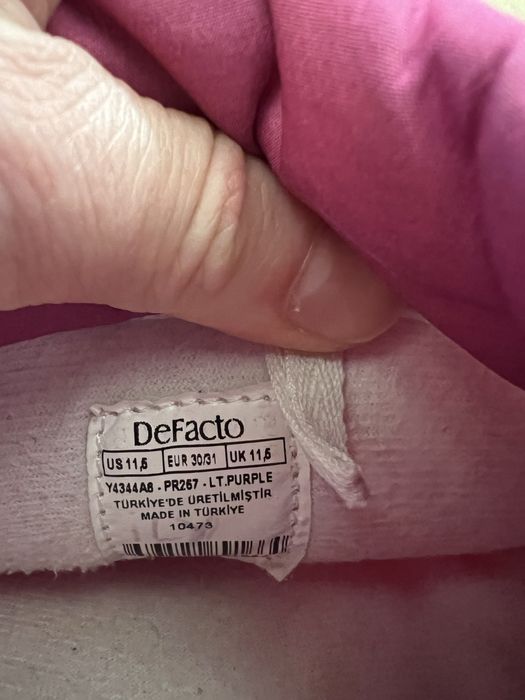 DeFacto
US 11,5 EUR 30/31 UK 11,5
Y4344A8 - PR267 - LT.PURPLE
TÜRKİYE'DE ÜRETİLMİŞTİR
MADE IN TÜRKİYE
10473